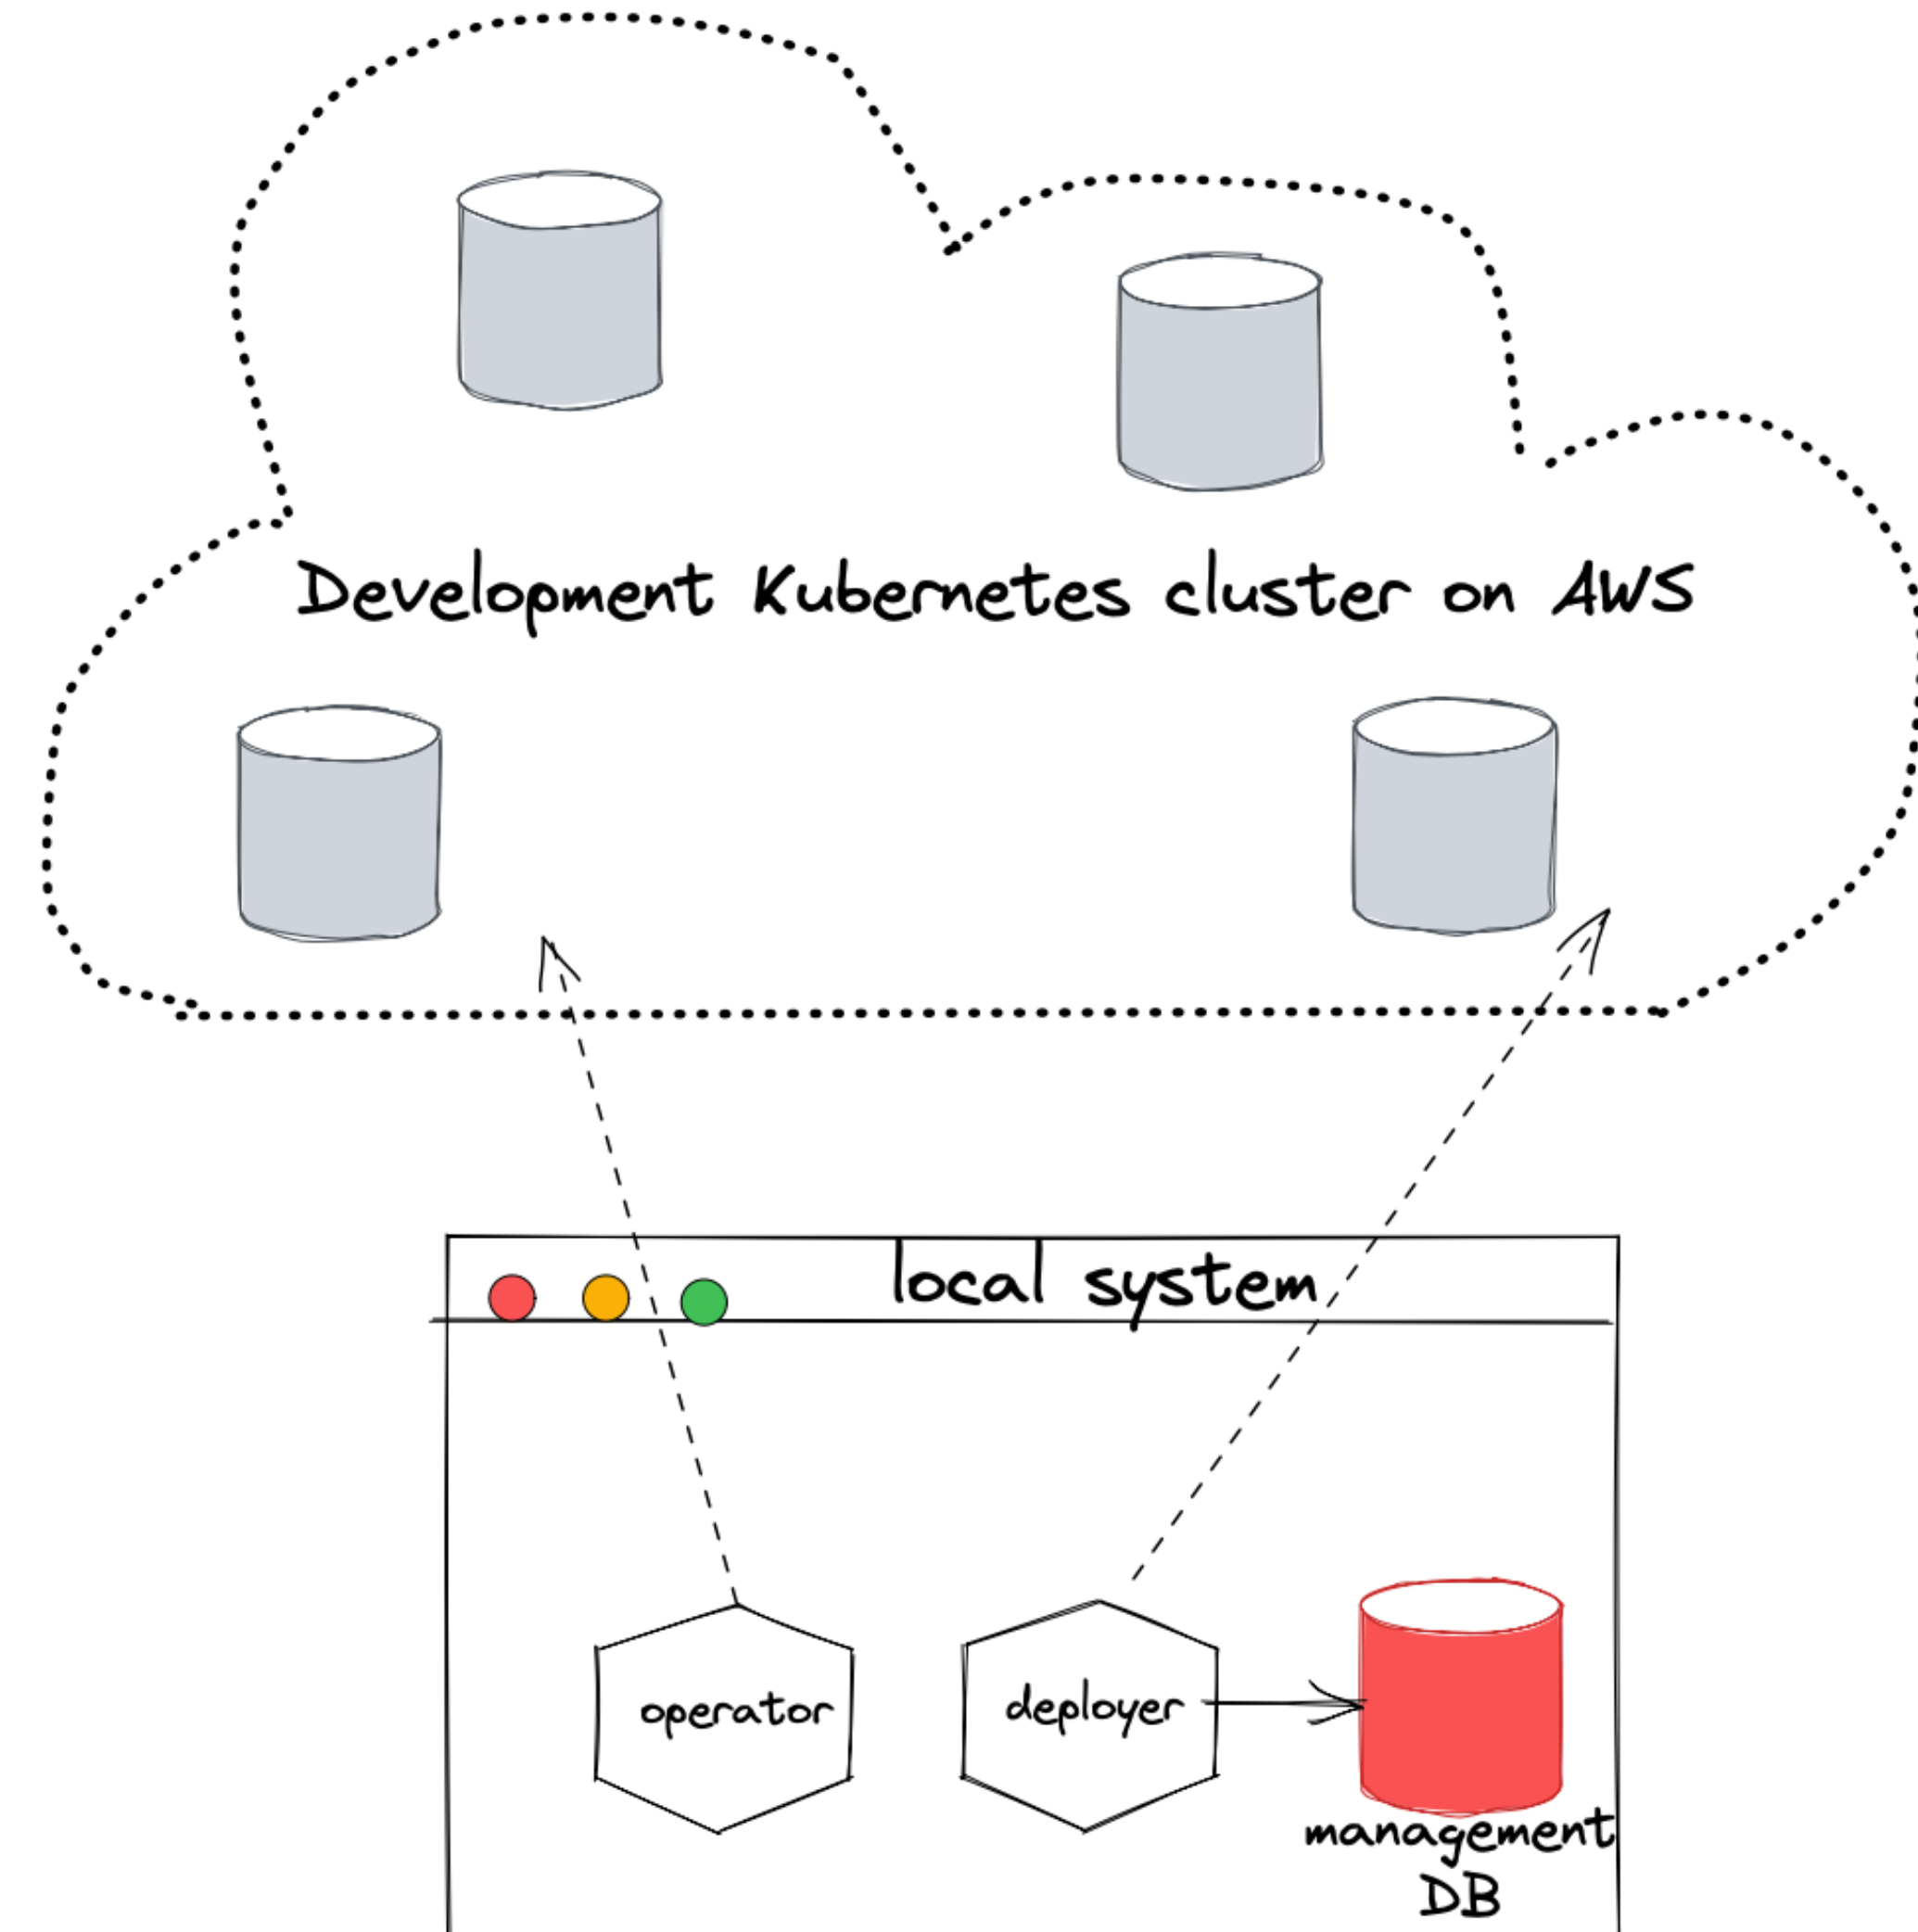 Development Kubernetes cluster on AWS
local system
operator
deployer
management
DB